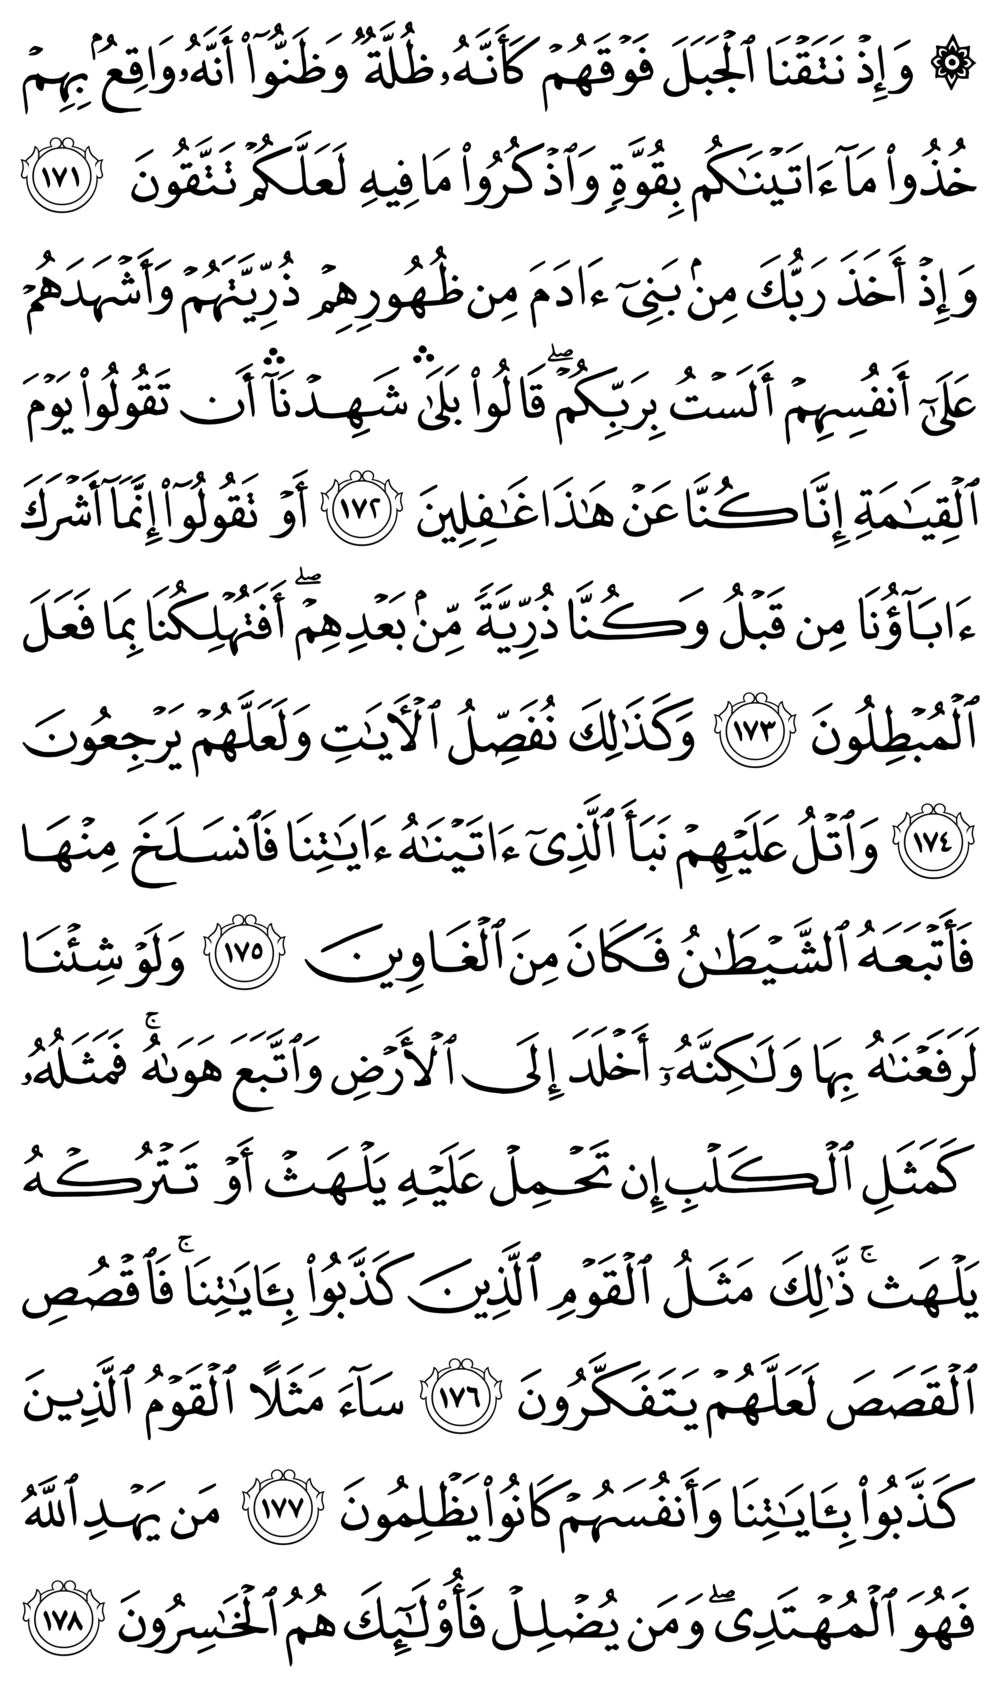 ۞ وَإِذۡ نَتَقۡنَا ٱلۡجَبَلَ فَوۡقَهُمۡ كَأَنَّهُۥ ظُلَّةٞ وَظَنُّوٓاْ أَنَّهُۥ وَاقِعُۢ بِهِمۡ
خُذُواْ مَآ ءَاتَيۡنَٰكُم بِقُوَّةٖ وَٱذۡكُرُواْ مَا فِيهِ لَعَلَّكُمۡ تَتَّقُونَ ١٧١
وَإِذۡ أَخَذَ رَبُّكَ مِنۢ بَنِيٓ ءَادَمَ مِن ظُهُورِهِمۡ ذُرِّيَّتَهُمۡ وَأَشۡهَدَهُمۡ
عَلَىٰٓ أَنفُسِهِمۡ أَلَسۡتُ بِرَبِّكُمۡۖ قَالُواْ بَلَىٰۛ شَهِدۡنَآۛ أَن تَقُولُواْ يَوۡمَ
ٱلۡقِيَٰمَةِ إِنَّا كُنَّا عَنۡ هَٰذَا غَٰفِلِينَ ١٧٢ أَوۡ تَقُولُوٓاْ إِنَّمَآ أَشۡرَكَ
ءَابَآؤُنَا مِن قَبۡلُ وَكُنَّا ذُرِّيَّةٗ مِّنۢ بَعۡدِهِمۡۖ أَفَتُهۡلِكُنَا بِمَا فَعَلَ
ٱلۡمُبۡطِلُونَ ١٧٣ وَكَذَٰلِكَ نُفَصِّلُ ٱلۡأٓيَٰتِ وَلَعَلَّهُمۡ يَرۡجِعُونَ
١٧٤ وَٱتۡلُ عَلَيۡهِمۡ نَبَأَ ٱلَّذِيٓ ءَاتَيۡنَٰهُ ءَايَٰتِنَا فَٱنسَلَخَ مِنۡهَا
فَأَتۡبَعَهُ ٱلشَّيۡطَٰنُ فَكَانَ مِنَ ٱلۡغَاوِينَ ١٧٥ وَلَوۡ شِئۡنَا
لَرَفَعۡنَٰهُ بِهَا وَلَٰكِنَّهُۥٓ أَخۡلَدَ إِلَى ٱلۡأَرۡضِ وَٱتَّبَعَ هَوَىٰهُۚ فَمَثَلُهُۥ
كَمَثَلِ ٱلۡكَلۡبِ إِن تَحۡمِلۡ عَلَيۡهِ يَلۡهَثۡ أَوۡ تَتۡرُكۡهُ
يَلۡهَثۚ ذَّٰلِكَ مَثَلُ ٱلۡقَوۡمِ ٱلَّذِينَ كَذَّبُواْ بِـَٔايَٰتِنَاۚ فَٱقۡصُصِ
ٱلۡقَصَصَ لَعَلَّهُمۡ يَتَفَكَّرُونَ ١٧٦ سَآءَ مَثَلًا ٱلۡقَوۡمُ ٱلَّذِينَ
كَذَّبُواْ بِـَٔايَٰتِنَا وَأَنفُسَهُمۡ كَانُواْ يَظۡلِمُونَ ١٧٧ مَن يَهۡدِ ٱللَّهُ
فَهُوَ ٱلۡمُهۡتَدِيۖ وَمَن يُضۡلِلۡ فَأُوْلَٰٓئِكَ هُمُ ٱلۡخَٰسِرُونَ ١٧٨